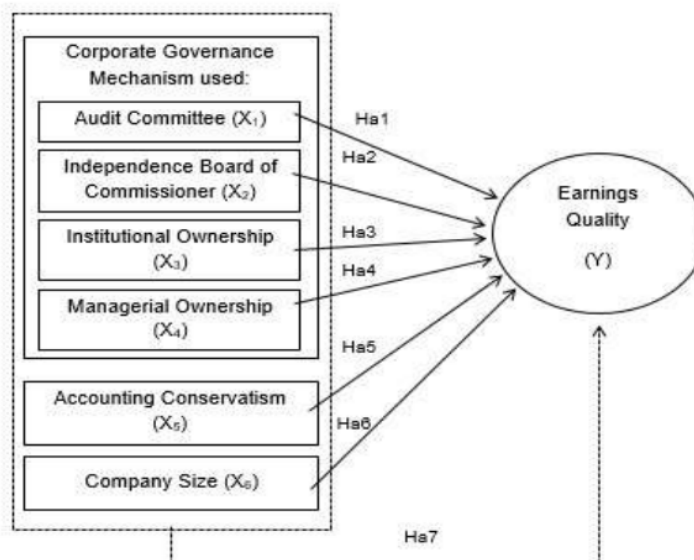 Corporate Governance
Mechanism used:
Audit Committee (X₁)
Independence Board of
Commissioner (X₂)
Institutional Ownership
(X₃)
Managerial Ownership
(X₄)
Accounting Conservatism
(X₅)
Company Size (X₆)
Ha1
Ha2
Ha3
Ha4
Ha5
Ha6
Ha7
Earnings
Quality
(Y)